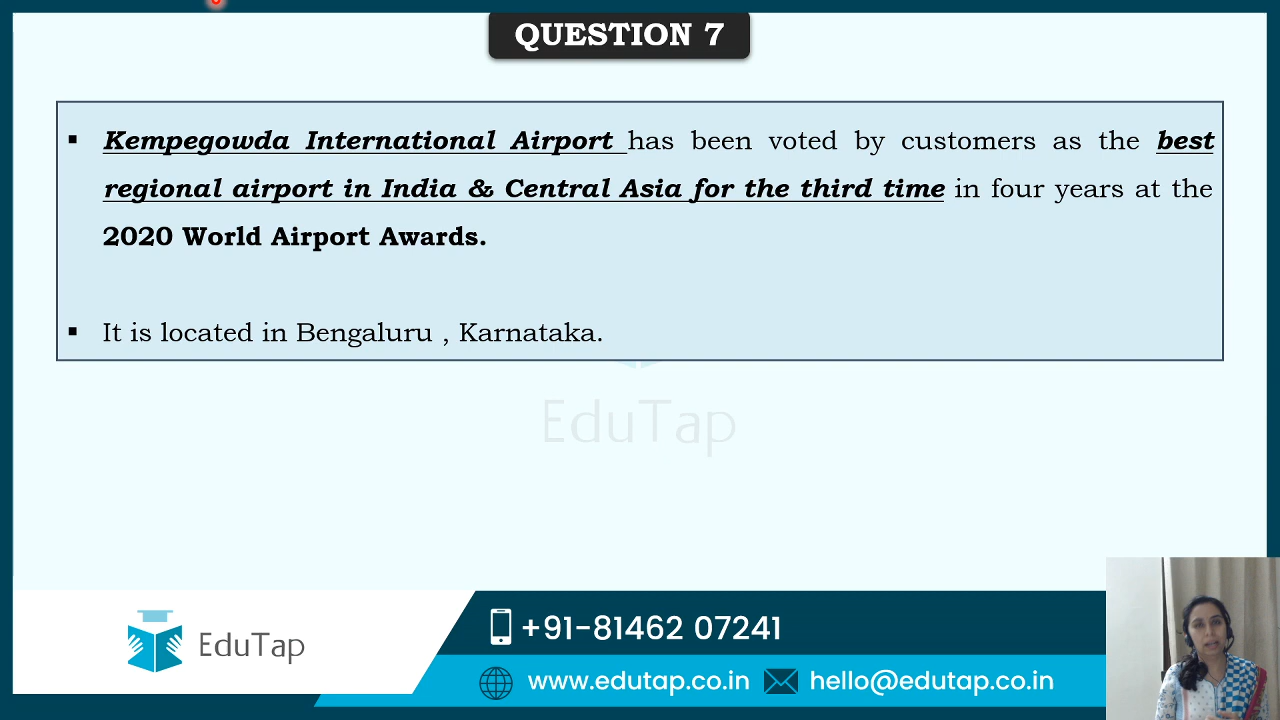 QUESTION 7
▪ Kempegowda International Airport has been voted by customers as the best
regional airport in India & Central Asia for the third time in four years at the
2020 World Airport Awards.
▪ It is located in Bengaluru , Karnataka.
EduTap
EduTap
+91-81462 07241
www.edutap.co.in hello@edutap.co.in